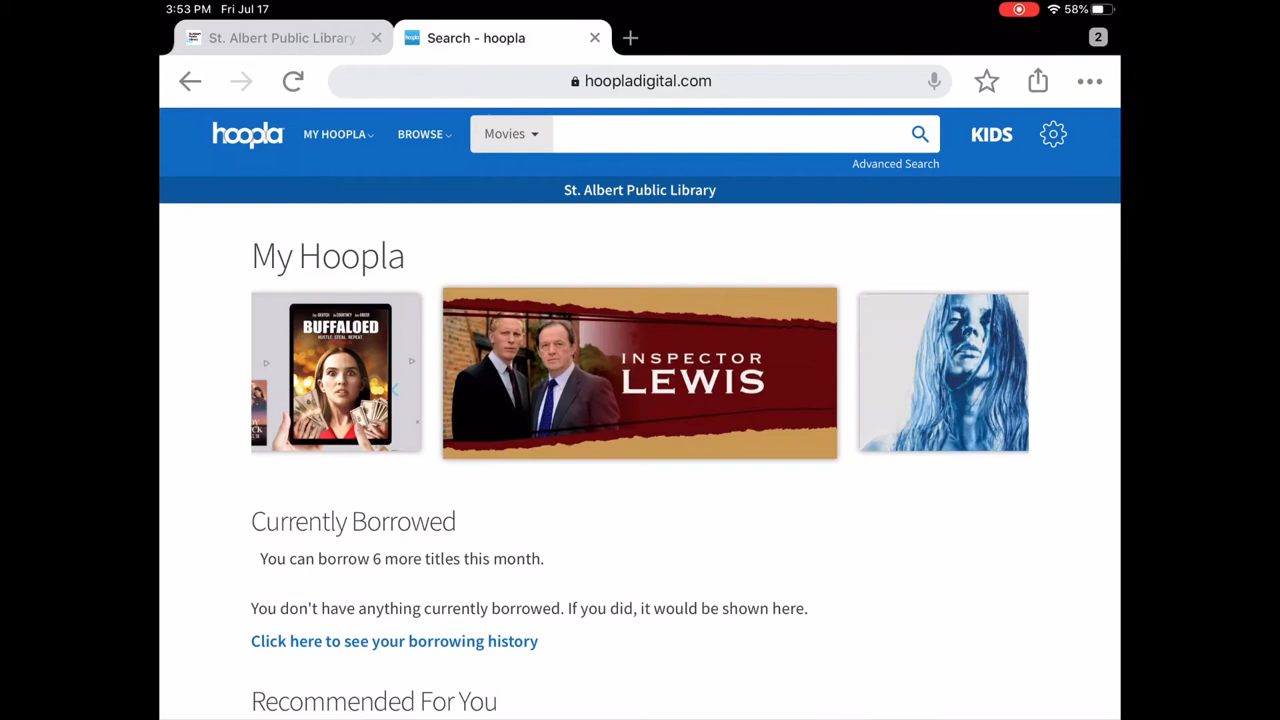 3:53 PM Fri Jul 17
58%
St. Albert Public Library
Search - hoopla
2
hoopladigital.com
hoopla
MY HOOPLA
BROWSE
Movies
KIDS
Advanced Search
St. Albert Public Library
My Hoopla
BUFFALOED
HUSTLE. STEAL. REPEAT.
INSPECTOR
LEWIS
Currently Borrowed
You can borrow 6 more titles this month.
You don't have anything currently borrowed. If you did, it would be shown here.
Click here to see your borrowing history
Recommended For You